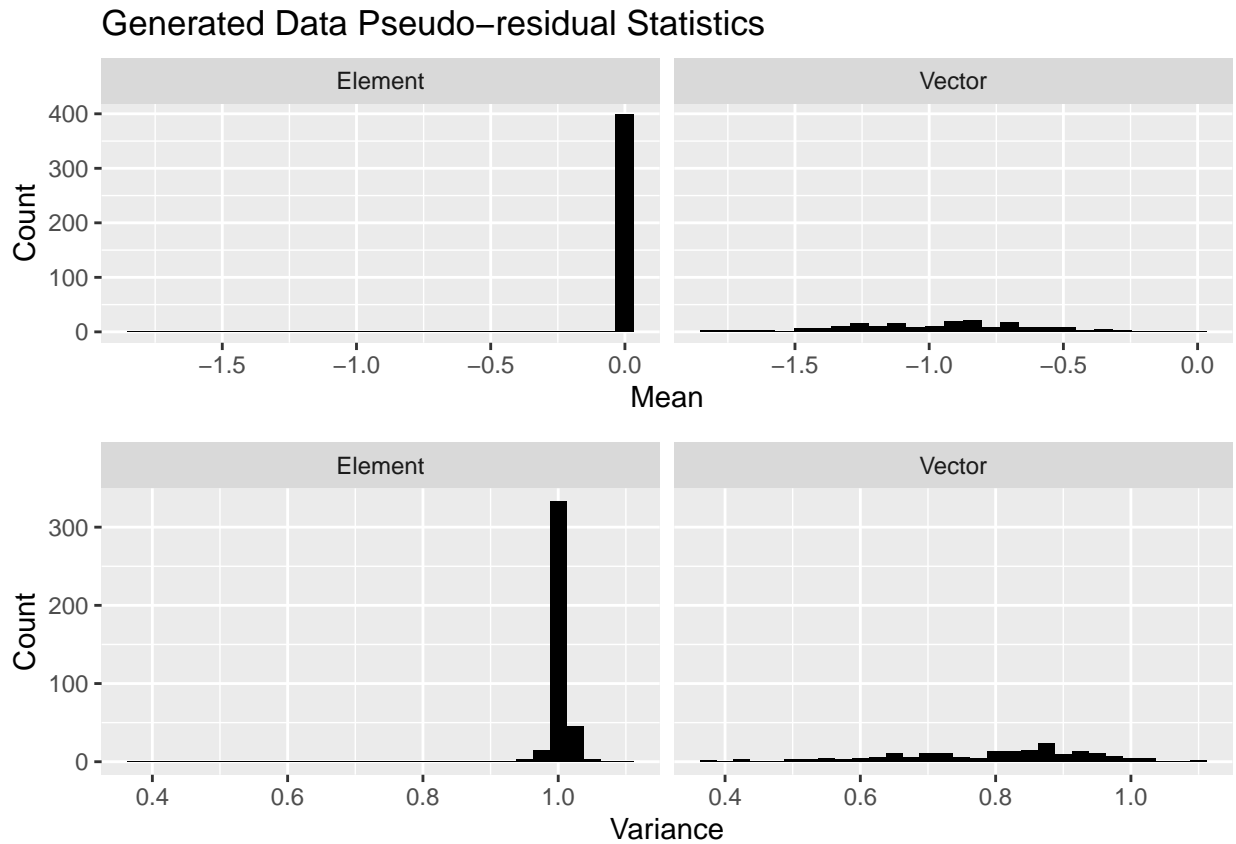 Generated Data Pseudo−residual Statistics
Element Vector
400
300
200
100
0
Count
−1.5 −1.0 −0.5 0.0 −1.5 −1.0 −0.5 0.0
Mean
Element Vector
300
200
100
0
Count
0.4 0.6 0.8 1.0 0.4 0.6 0.8 1.0
Variance